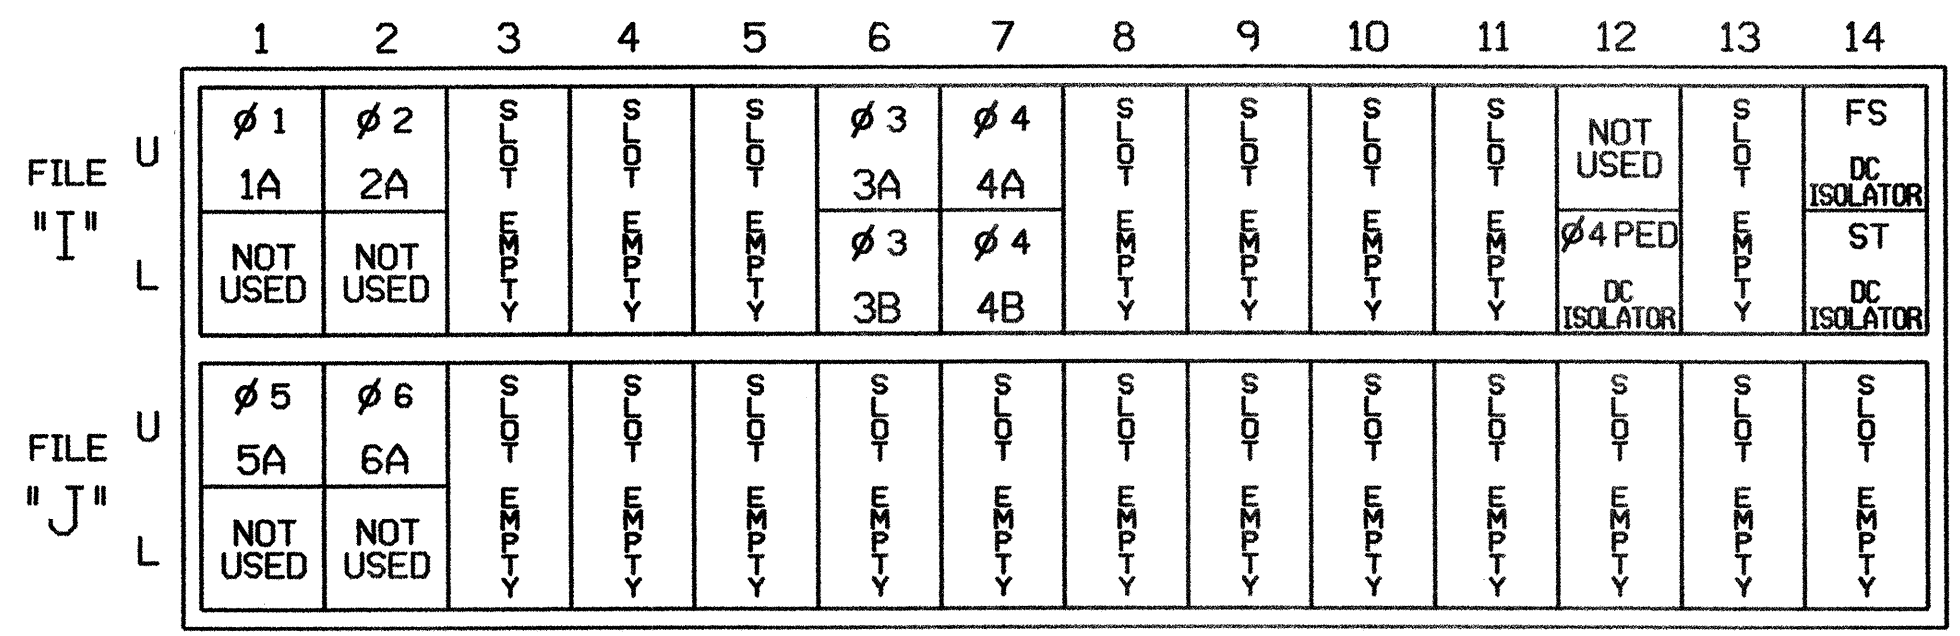 1 2 3 4 5 6 7 8 9 10 11 12 13 14
FILE "I"
U
L
ø 1
1A
NOT USED
ø 2
2A
NOT USED
SLOT EMPTY
SLOT EMPTY
SLOT EMPTY
ø 3
3A
ø 3
3B
ø 4
4A
ø 4
4B
SLOT EMPTY
SLOT EMPTY
SLOT EMPTY
SLOT EMPTY
NOT USED
ø4 PED
DC
ISOLATOR
SLOT EMPTY
FS
DC
ISOLATOR
ST
DC
ISOLATOR
FILE "J"
U
L
ø 5
5A
NOT USED
ø 6
6A
NOT USED
SLOT EMPTY
SLOT EMPTY
SLOT EMPTY
SLOT EMPTY
SLOT EMPTY
SLOT EMPTY
SLOT EMPTY
SLOT EMPTY
SLOT EMPTY
SLOT EMPTY
SLOT EMPTY
SLOT EMPTY